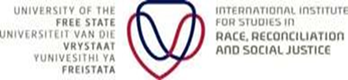 UNIVERSITY OF THE
FREE STATE
UNIVERSITEIT VAN DIE
VRYSTAAT
YUNIVESITHI YA
FREISTATA
INTERNATIONAL INSTITUTE
FOR STUDIES IN
RACE, RECONCILIATION
AND SOCIAL JUSTICE